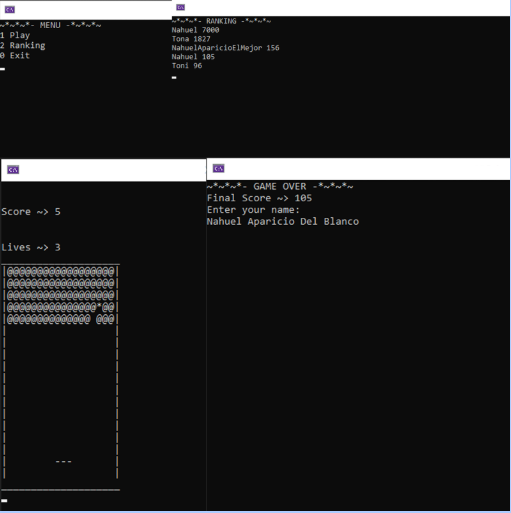 ~*~*~*- MENU -*~*~*~
1 Play
2 Ranking
0 Exit
~*~*~*- RANKING -*~*~*~
Nahuel 7000
Tona 1827
NahuelAparicioElMejor 156
Nahuel 105
Toni 96
Score ~> 5
Lives ~> 3
|@@@@@@@@@@@@@@@@@@|
|@@@@@@@@@@@@@@@@@@|
|@@@@@@@@@@@@@@@@@@|
|@@@@@@@@@@@@@@@*@@|
|@@@@@@@@@@@@@@ @@@|
---
~*~*~*- GAME OVER -*~*~*~
Final Score ~> 105
Enter your name:
Nahuel Aparicio Del Blanco